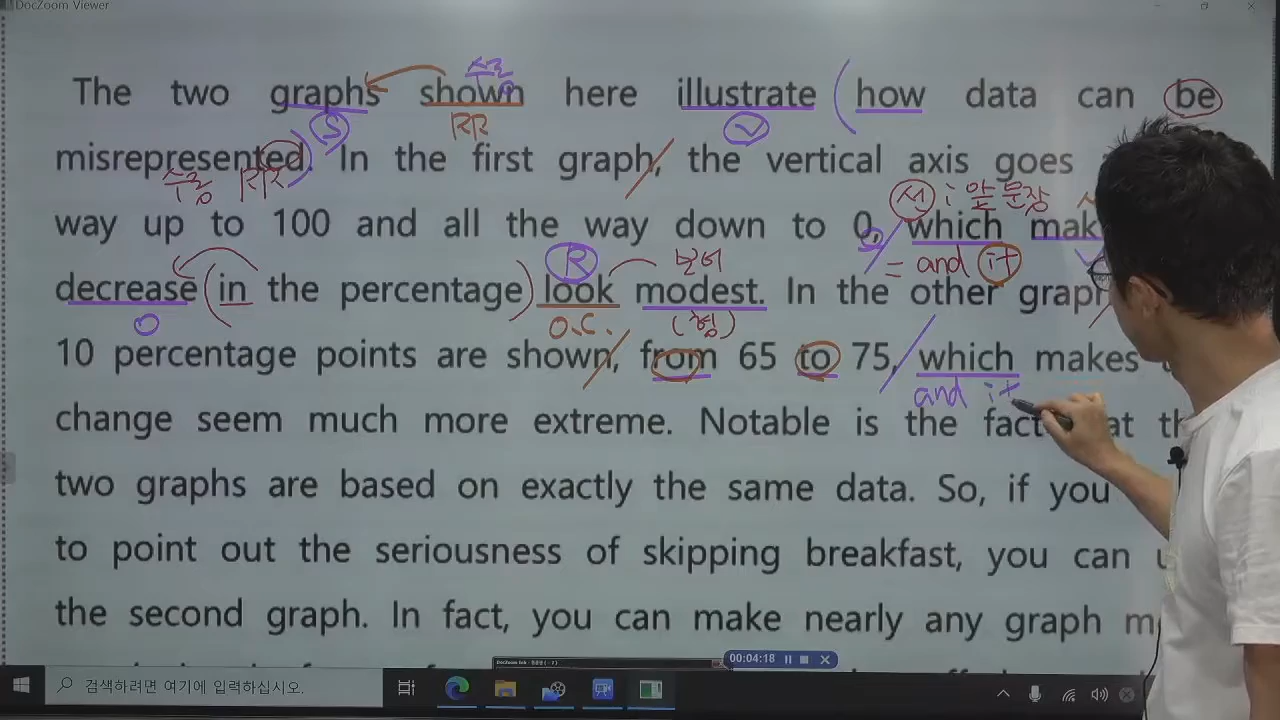 DocZoom Viewer
수동
The two graphs shown here illustrate (how data can be
S RR V
misrepresented). In the first graph, the vertical axis goes
수동 RR 선 : 앞 문장
way up to 100 and all the way down to 0, which mak
R 보어 = and it
decrease (in the percentage) look modest. In the other graph
O O.C. (형)
10 percentage points are shown, from 65 to 75, which makes
and it
change seem much more extreme. Notable is the fact at th
two graphs are based on exactly the same data. So, if you
to point out the seriousness of skipping breakfast, you can u
the second graph. In fact, you can make nearly any graph m
00:04:18
검색하려면 여기에 입력하십시오.